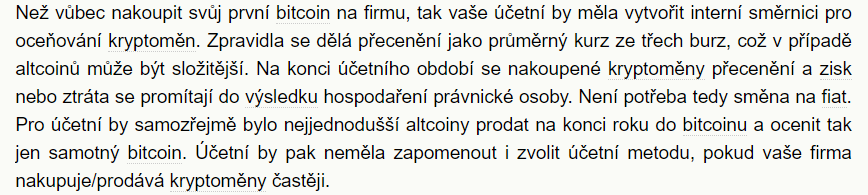 Než vůbec nakoupit svůj první bitcoin na firmu, tak vaše účetní by měla vytvořit interní směrnici pro
oceňování kryptoměn. Zpravidla se dělá přecenění jako průměrný kurz ze třech burz, což v případě
altcoinů může být složitější. Na konci účetního období se nakoupené kryptoměny přecenění a zisk
nebo ztráta se promítají do výsledku hospodaření právnické osoby. Není potřeba tedy směna na fiat.
Pro účetní by samozřejmě bylo nejjednodušší altcoiny prodat na konci roku do bitcoinu a ocenit tak
jen samotný bitcoin. Účetní by pak neměla zapomenout i zvolit účetní metodu, pokud vaše firma
nakupuje/prodává kryptoměny častěji.